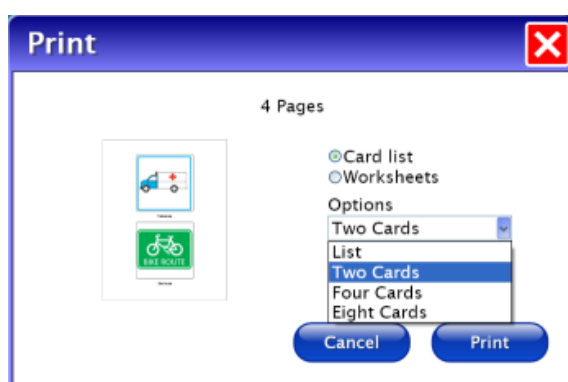 Print
4 Pages
Card list
Worksheets
Options
Two Cards
List
Two Cards
Four Cards
Eight Cards
BIKE ROUTE
Cancel
Print